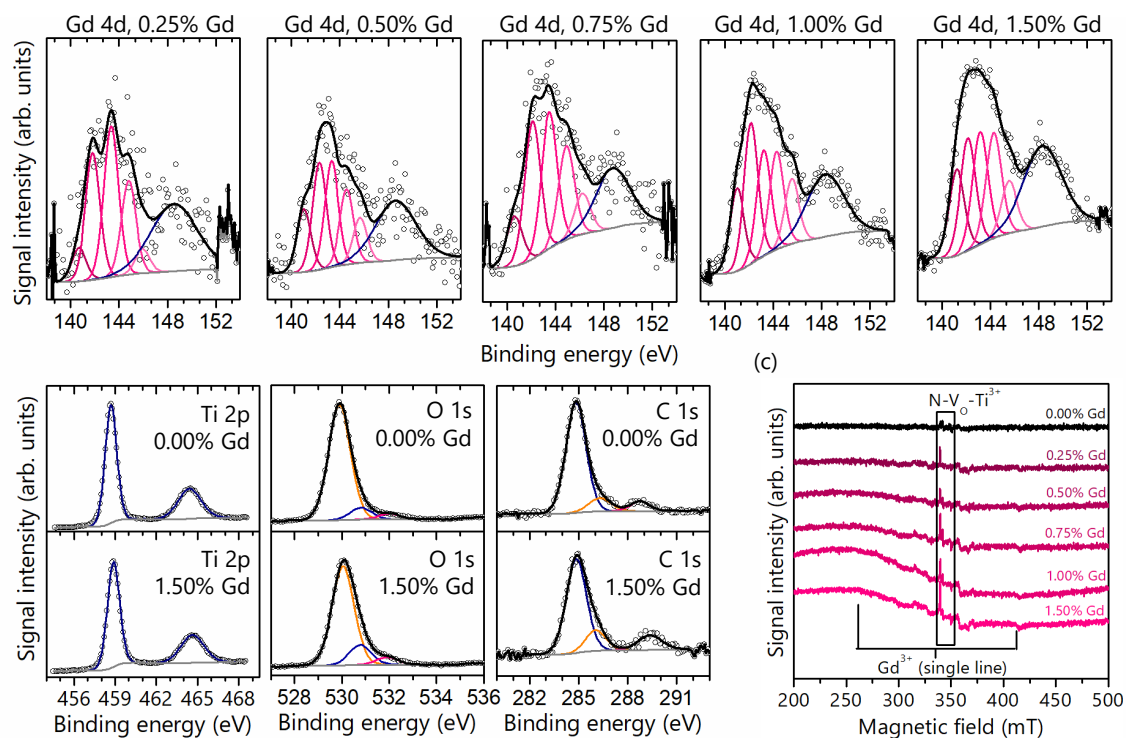 Gd 4d, 0.25% Gd
Gd 4d, 0.50% Gd
Gd 4d, 0.75% Gd
Gd 4d, 1.00% Gd
Gd 4d, 1.50% Gd
Signal intensity (arb. units)
140 144 148 152
140 144 148 152
140 144 148 152
140 144 148 152
140 144 148 152
Binding energy (eV)
(c)
Signal intensity (arb. units)
Ti 2p
0.00% Gd
O 1s
0.00% Gd
C 1s
0.00% Gd
Ti 2p
1.50% Gd
O 1s
1.50% Gd
C 1s
1.50% Gd
456 459 462 465 468
528 530 532 534 536
282 285 288 291
Binding energy (eV)
Binding energy (eV)
Binding energy (eV)
Signal intensity (arb. units)
N-V_O-Ti³⁺
0.00% Gd
0.25% Gd
0.50% Gd
0.75% Gd
1.00% Gd
1.50% Gd
Gd³⁺ (single line)
200 250 300 350 400 450 500
Magnetic field (mT)